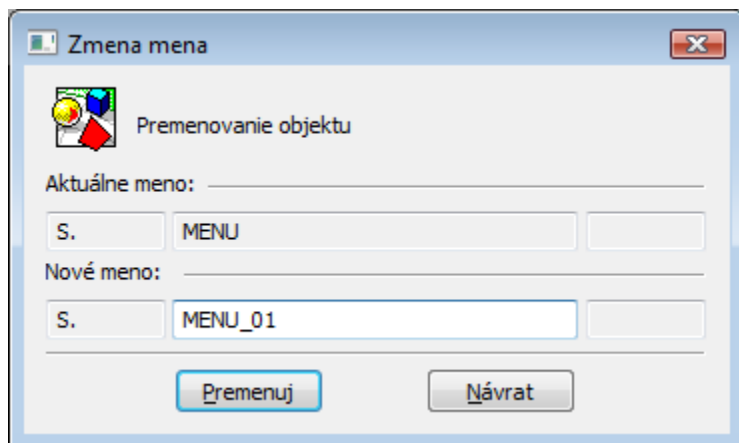 Zmena mena
Premenovanie objektu
Aktuálne meno:
S. MENU
Nové meno:
S. MENU_01
Premenuj Návrat